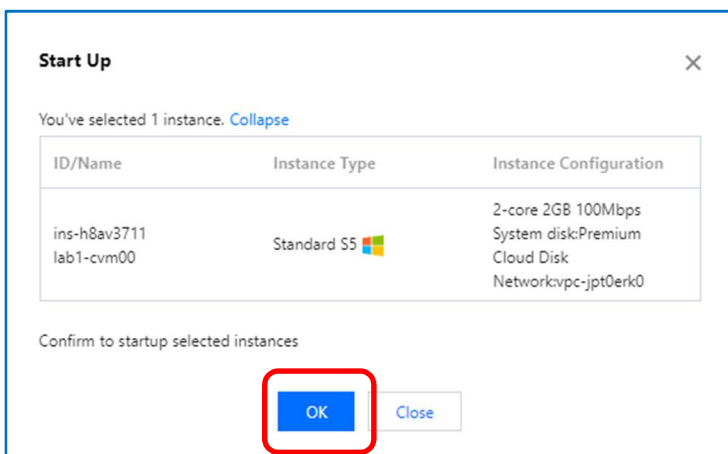 Start Up
You've selected 1 instance. Collapse
ID/Name Instance Type Instance Configuration
ins-h8av3711
lab1-cvm00
Standard S5
2-core 2GB 100Mbps
System disk:Premium
Cloud Disk
Network:vpc-jpt0erk0
Confirm to startup selected instances
OK Close